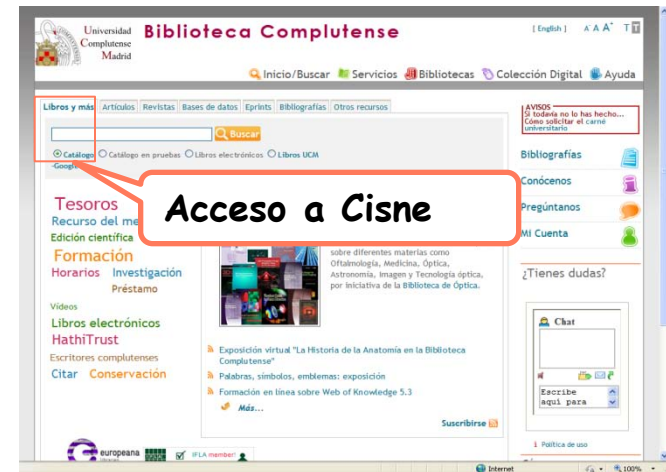 Universidad
Complutense
Madrid
Biblioteca Complutense
[ English ] A⁻ A A⁺ T T
Inicio/Buscar Servicios Bibliotecas Colección Digital Ayuda
Libros y más Artículos Revistas Bases de datos Eprints Bibliografías Otros recursos
Buscar
Catálogo Catálogo en pruebas Libros electrónicos Libros UCM
Acceso a Cisne
Tesoros
Recurso del
Edición científica
Formación
Horarios Investigación
Préstamo
Vídeos
Libros electrónicos
HathiTrust
Escritores complutenses
Citar Conservación
sobre diferentes materias como
Oftalmología, Medicina, Óptica,
Astronomía, Imagen y Tecnología óptica,
por iniciativa de la Biblioteca de Óptica.
Exposición virtual "La Historia de la Anatomía en la Biblioteca
Complutense"
Palabras, símbolos, emblemas: exposición
Formación en línea sobre Web of Knowledge 5.3
Más...
Suscribirse
AVISOS
Si todavía no lo has hecho...
Cómo solicitar el carné
universitario
Bibliografías
Conócenos
Pregúntanos
Mi Cuenta
¿Tienes dudas?
Chat
Escribe
aquí para
Política de uso
europeana
IFLA member!
Internet
100%